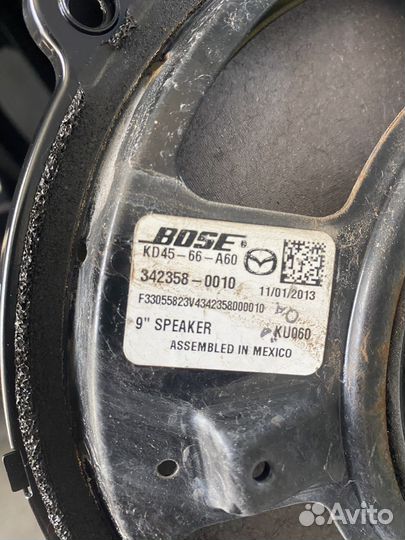 BOSE®
KD45-66-A60
342358-0010 11/01/2013
F33055823V4342358000010
9" SPEAKER KU060
ASSEMBLED IN MEXICO
Avito